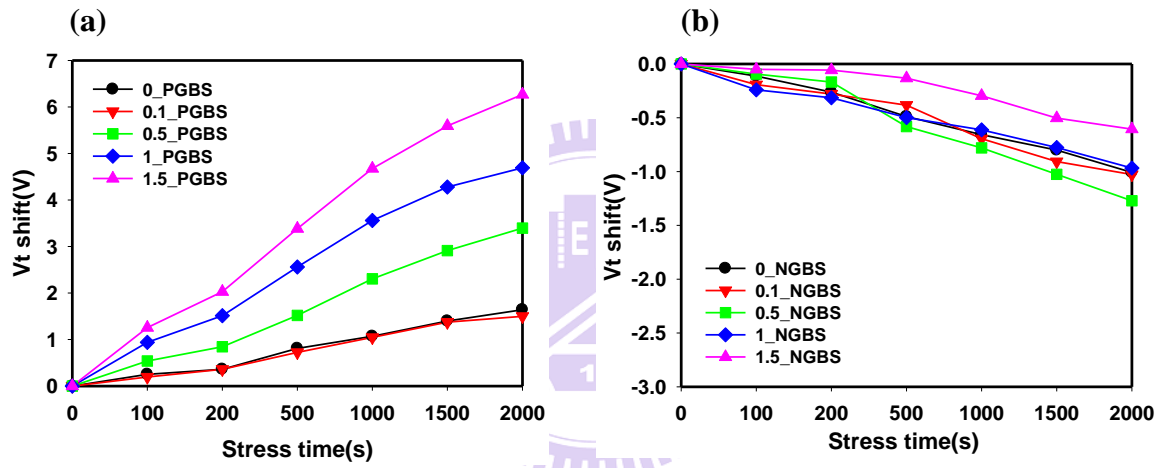 (a)
7
6
5
4
3
2
1
0
Vt shift(V)
0_PGBS
0.1_PGBS
0.5_PGBS
1_PGBS
1.5_PGBS
0 100 200 500 1000 1500 2000
Stress time(s)
E
1
(b)
0.0
-0.5
-1.0
-1.5
-2.0
-2.5
-3.0
Vt shift(V)
0_NGBS
0.1_NGBS
0.5_NGBS
1_NGBS
1.5_NGBS
0 100 200 500 1000 1500 2000
Stress time(s)